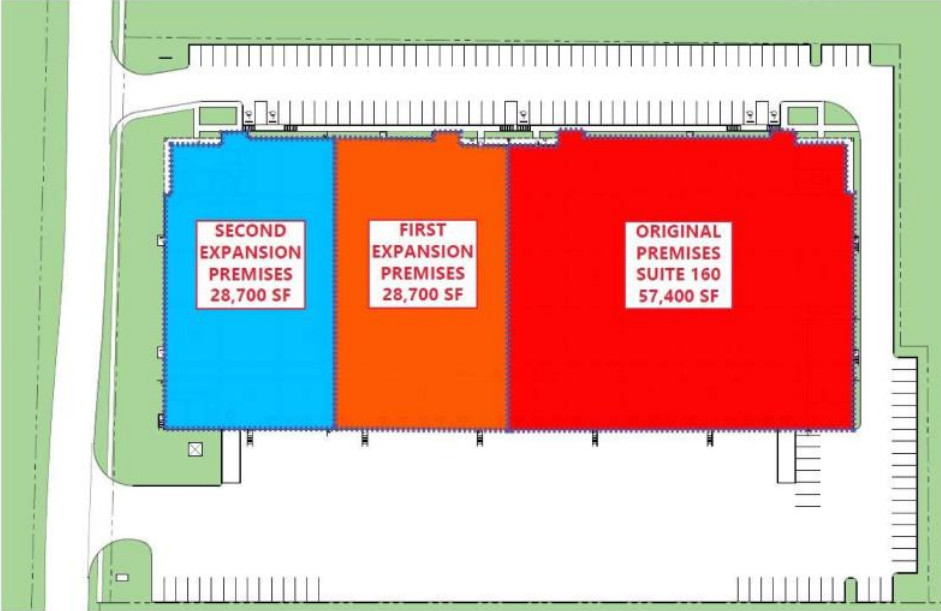 SECOND
EXPANSION
PREMISES
28,700 SF
FIRST
EXPANSION
PREMISES
28,700 SF
ORIGINAL
PREMISES
SUITE 160
57,400 SF